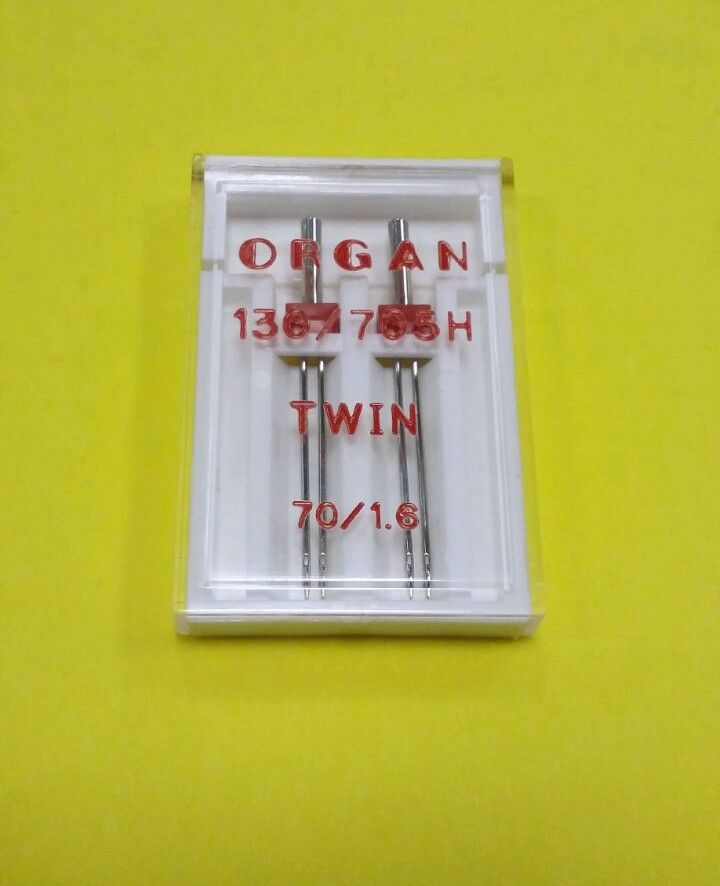 ORGAN
130/705H
TWIN
70/1.6